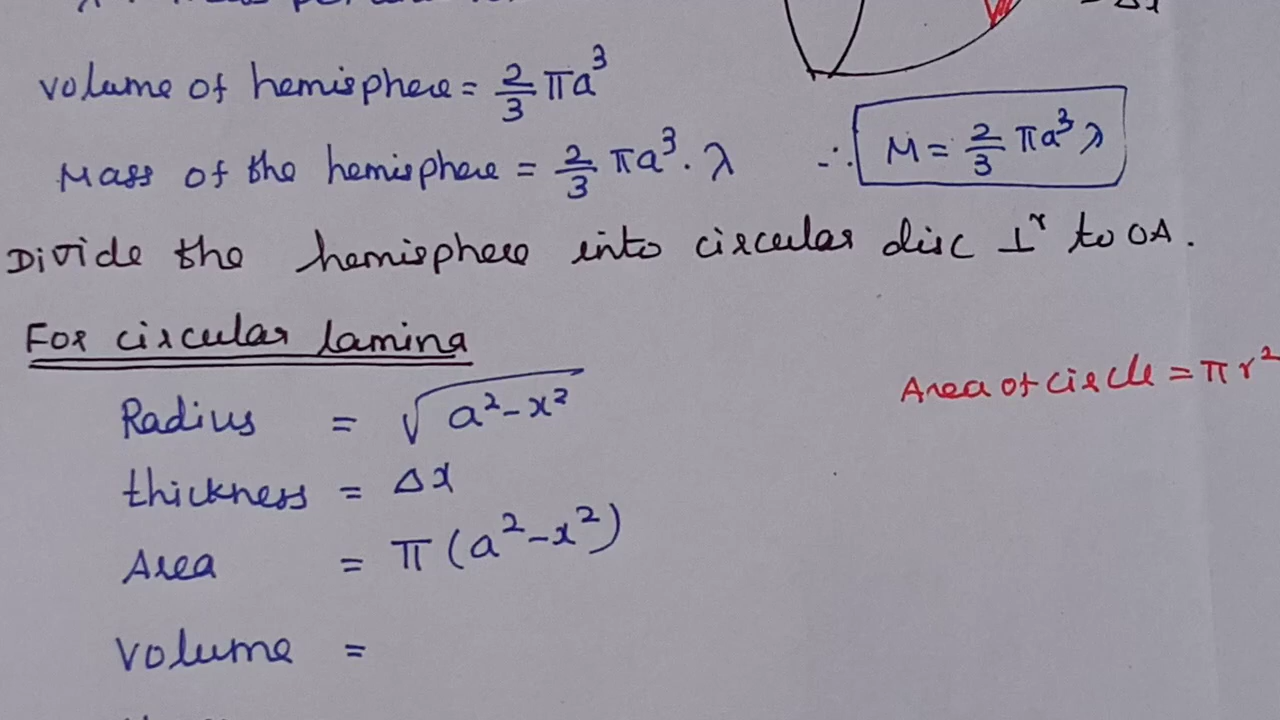 Δx
volume of hemisphere = 2/3 πa³
Mass of the hemisphere = 2/3 πa³ · λ ∴ M = 2/3 πa³ λ
Divide the hemisphere into circular disc ⊥ʳ to OA.
For circular lamina
Radius = √(a²-x²)
Area of circle = πr²
thickness = Δx
Area = π(a²-x²)
volume =